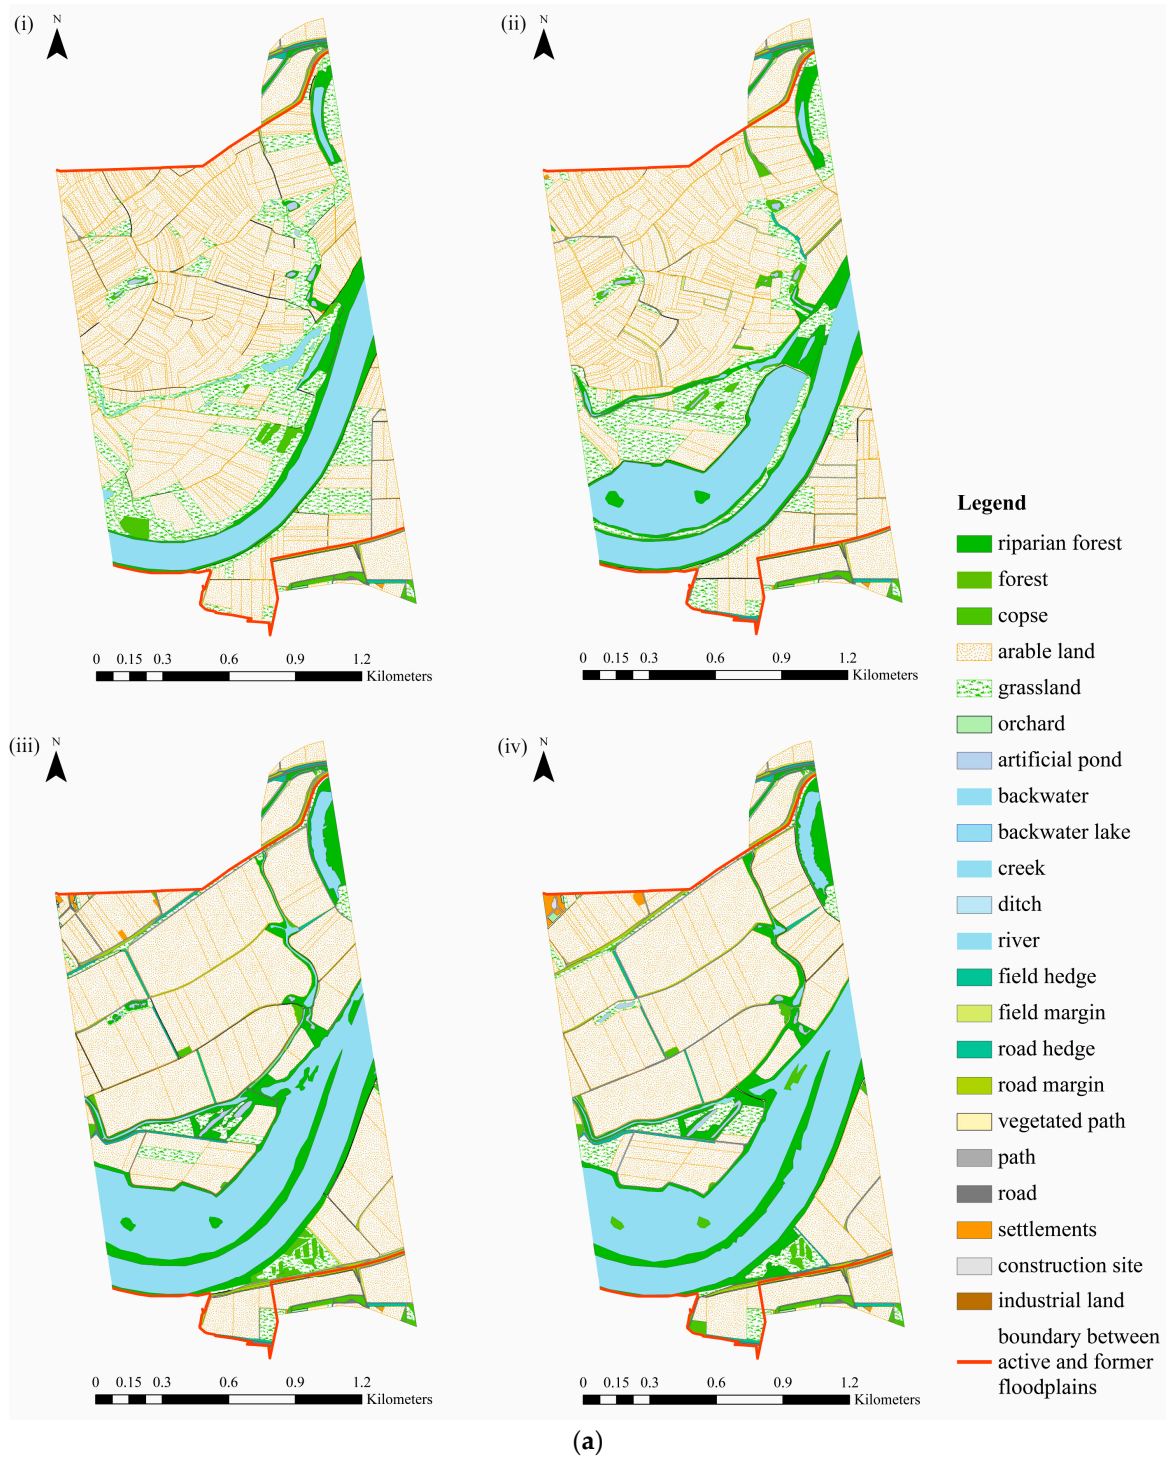 (i)
N
(ii)
N
0 0.15 0.3 0.6 0.9 1.2
Kilometers
0 0.15 0.3 0.6 0.9 1.2
Kilometers
(iii)
N
(iv)
N
0 0.15 0.3 0.6 0.9 1.2
Kilometers
0 0.15 0.3 0.6 0.9 1.2
Kilometers
Legend
riparian forest
forest
copse
arable land
grassland
orchard
artificial pond
backwater
backwater lake
creek
ditch
river
field hedge
field margin
road hedge
road margin
vegetated path
path
road
settlements
construction site
industrial land
boundary between
active and former
floodplains
(a)